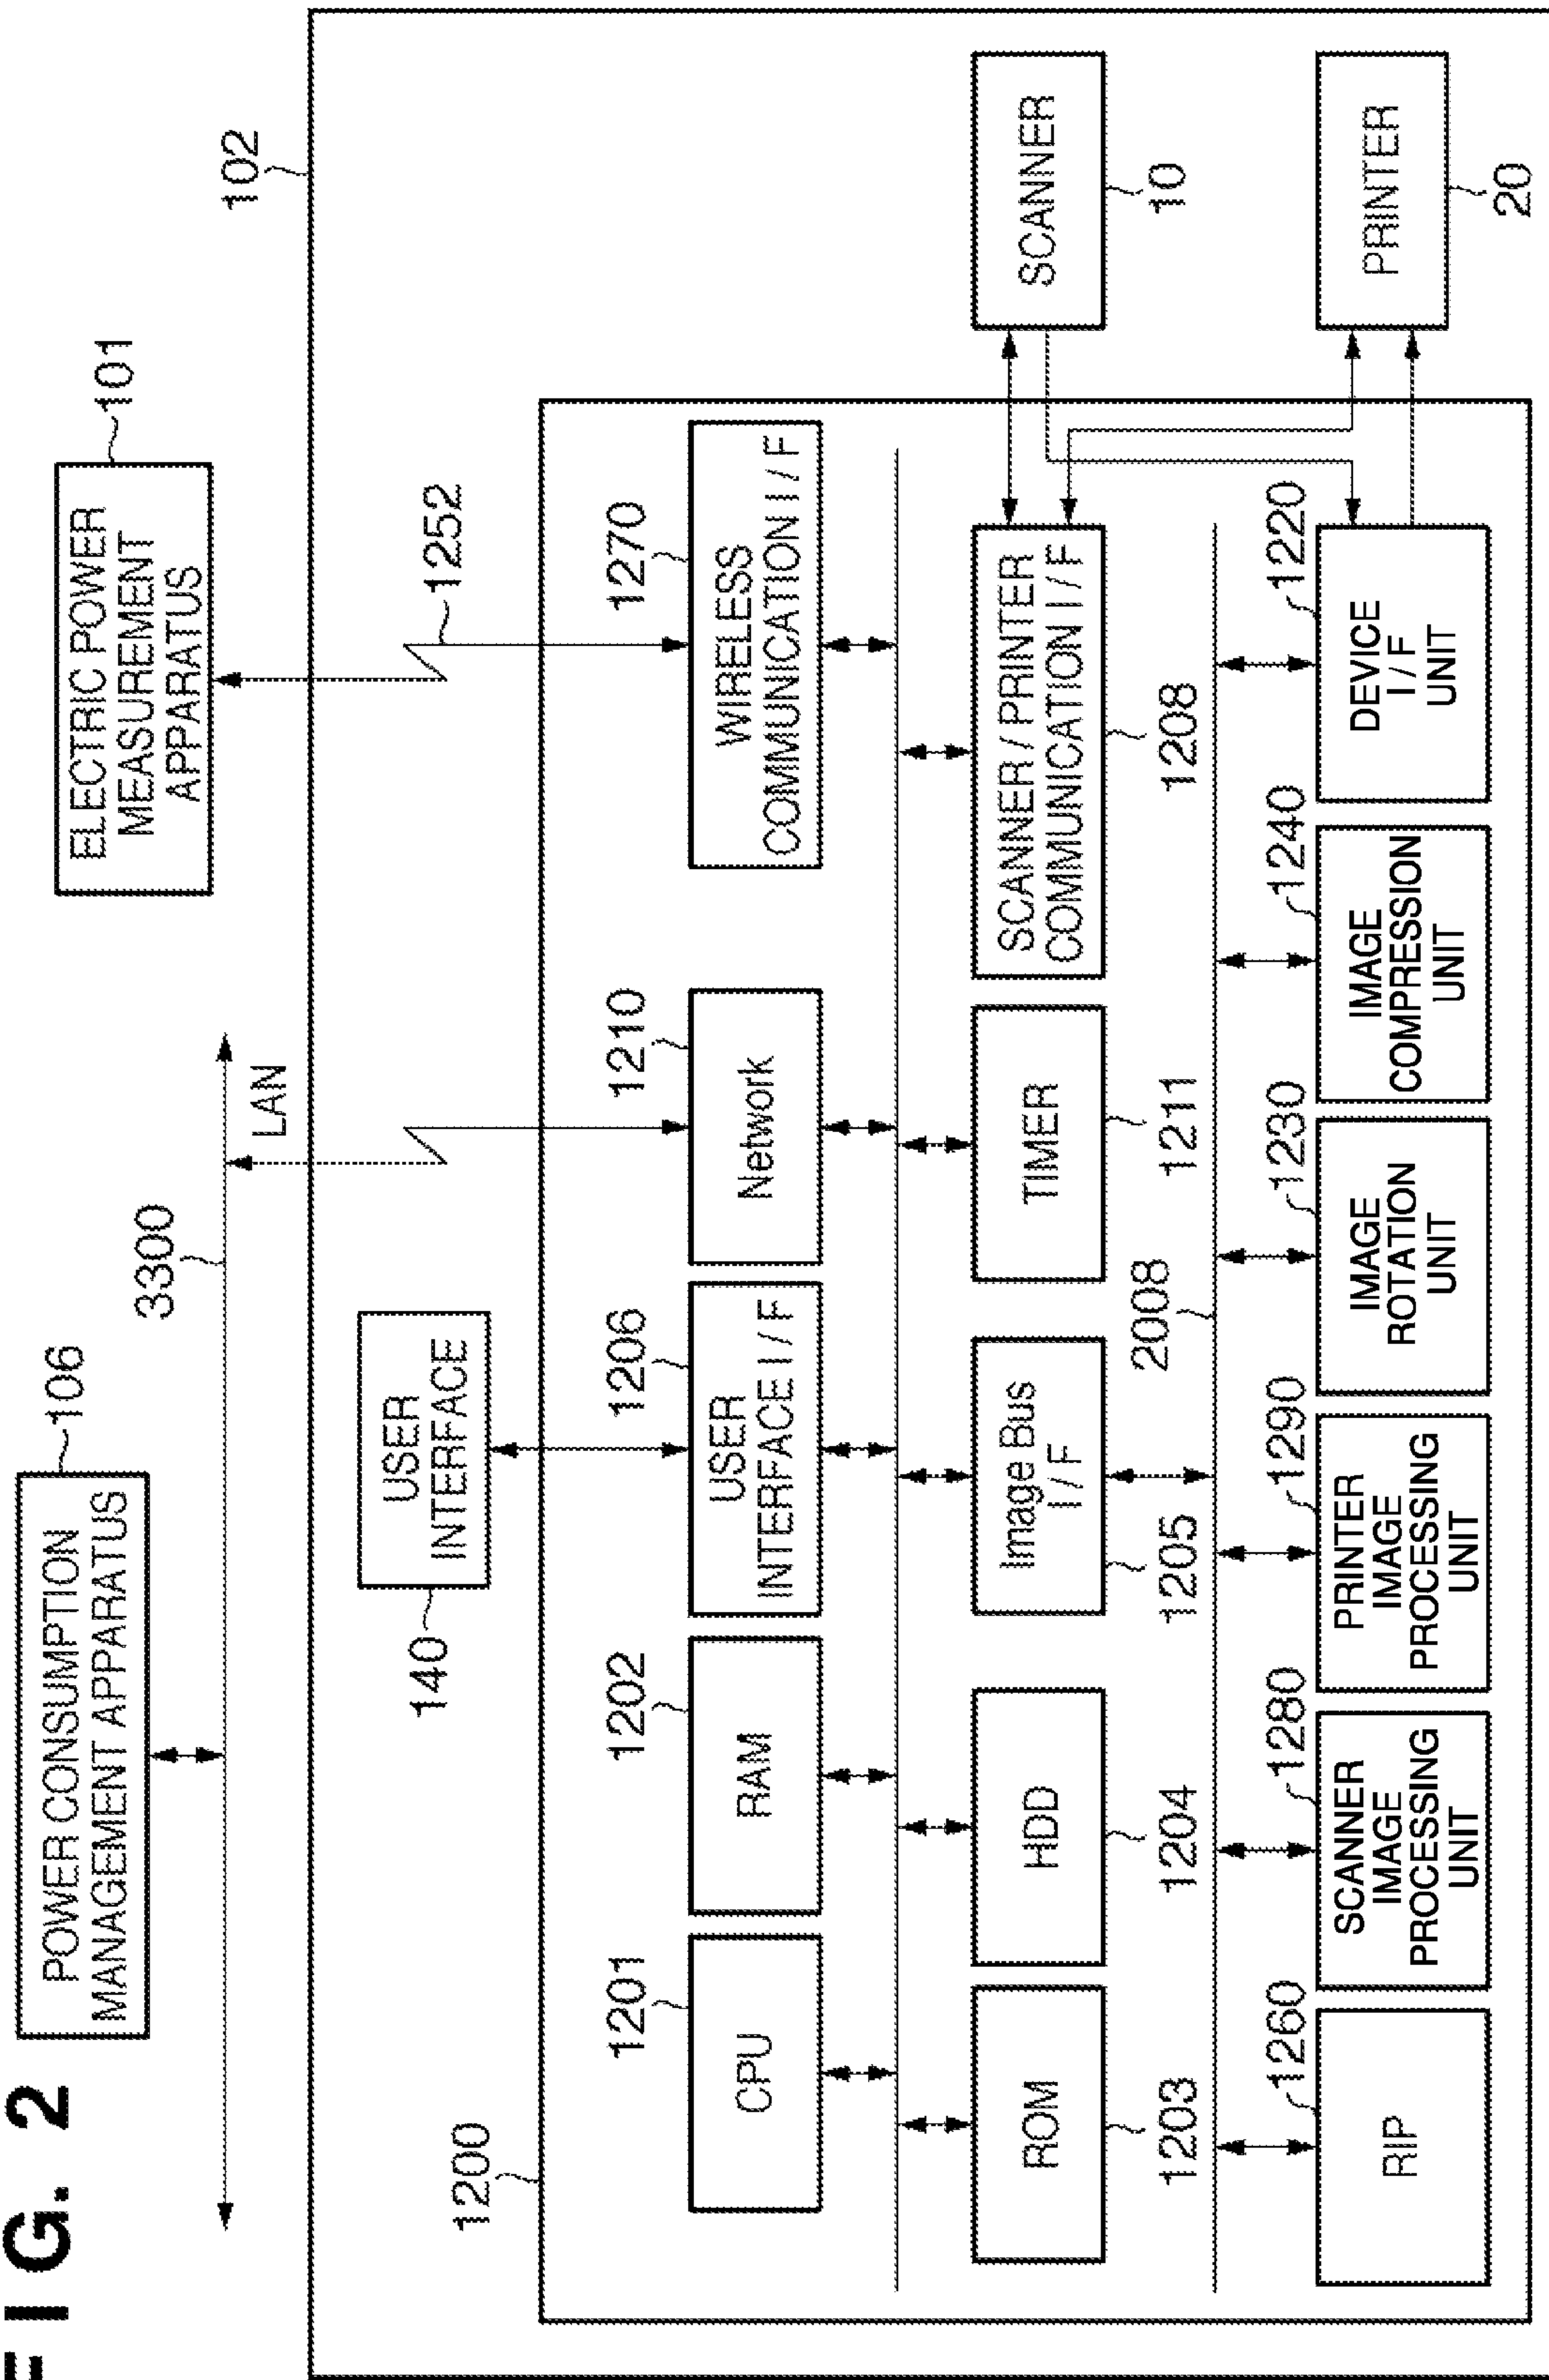 FIG. 2
POWER CONSUMPTION
MANAGEMENT APPARATUS
106
3300
LAN
ELECTRIC POWER
MEASUREMENT
APPARATUS
101
102
USER
INTERFACE
140
1252
1200
CPU
1201
RAM
1202
USER
INTERFACE I / F
1206
Network
1210
WIRELESS
COMMUNICATION I / F
1270
ROM
1203
HDD
1204
Image Bus
I / F
1205
TIMER
1211
SCANNER / PRINTER
COMMUNICATION I / F
1208
SCANNER
10
2008
RIP
1260
SCANNER
IMAGE
PROCESSING
UNIT
1280
PRINTER
IMAGE
PROCESSING
UNIT
1290
IMAGE
ROTATION
UNIT
1230
IMAGE
COMPRESSION
UNIT
1240
DEVICE
I / F
UNIT
1220
PRINTER
20